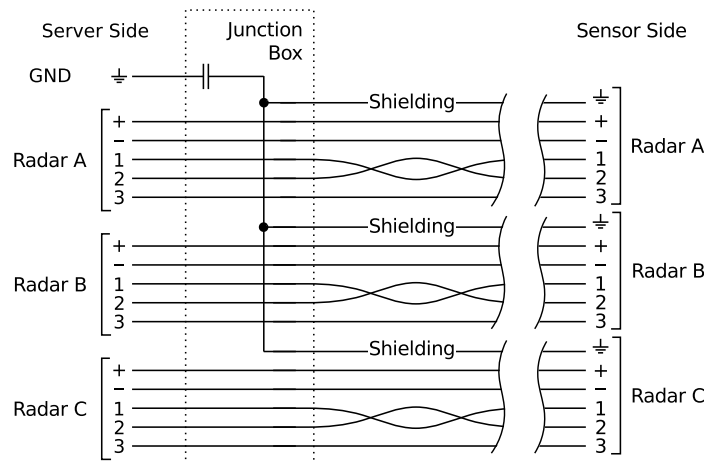 Server Side
Junction
Box
Sensor Side
GND
Shielding
+
+
−
−
Radar A
1
1
Radar A
2
2
3
3
Shielding
+
+
−
−
Radar B
1
1
Radar B
2
2
3
3
Shielding
+
+
−
−
Radar C
1
1
Radar C
2
2
3
3